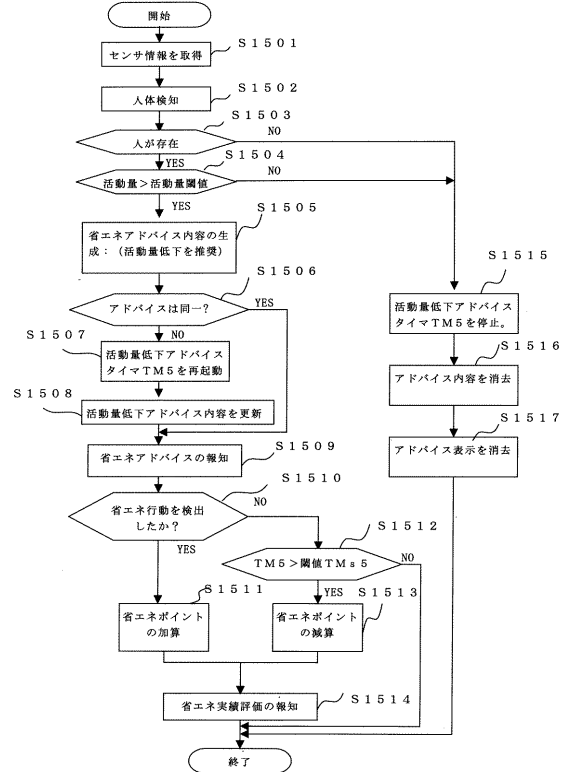 開始
センサ情報を取得
S1501
人体検知
S1502
人が存在
S1503
NO
YES
活動量>活動量閾値
S1504
NO
YES
省エネアドバイス内容の生
成:(活動量低下を推奨)
S1505
アドバイスは同一?
S1506
YES
NO
S1507
活動量低下アドバイス
タイマTM5を再起動
S1508
活動量低下アドバイス内容を更新
省エネアドバイスの報知
S1509
省エネ行動を検出
したか?
S1510
NO
YES
TM5>閾値TMs5
S1512
NO
YES
S1511
省エネポイント
の加算
S1513
省エネポイント
の減算
省エネ実績評価の報知
S1514
終了
S1515
活動量低下アドバイス
タイマTM5を停止。
S1516
アドバイス内容を消去
S1517
アドバイス表示を消去